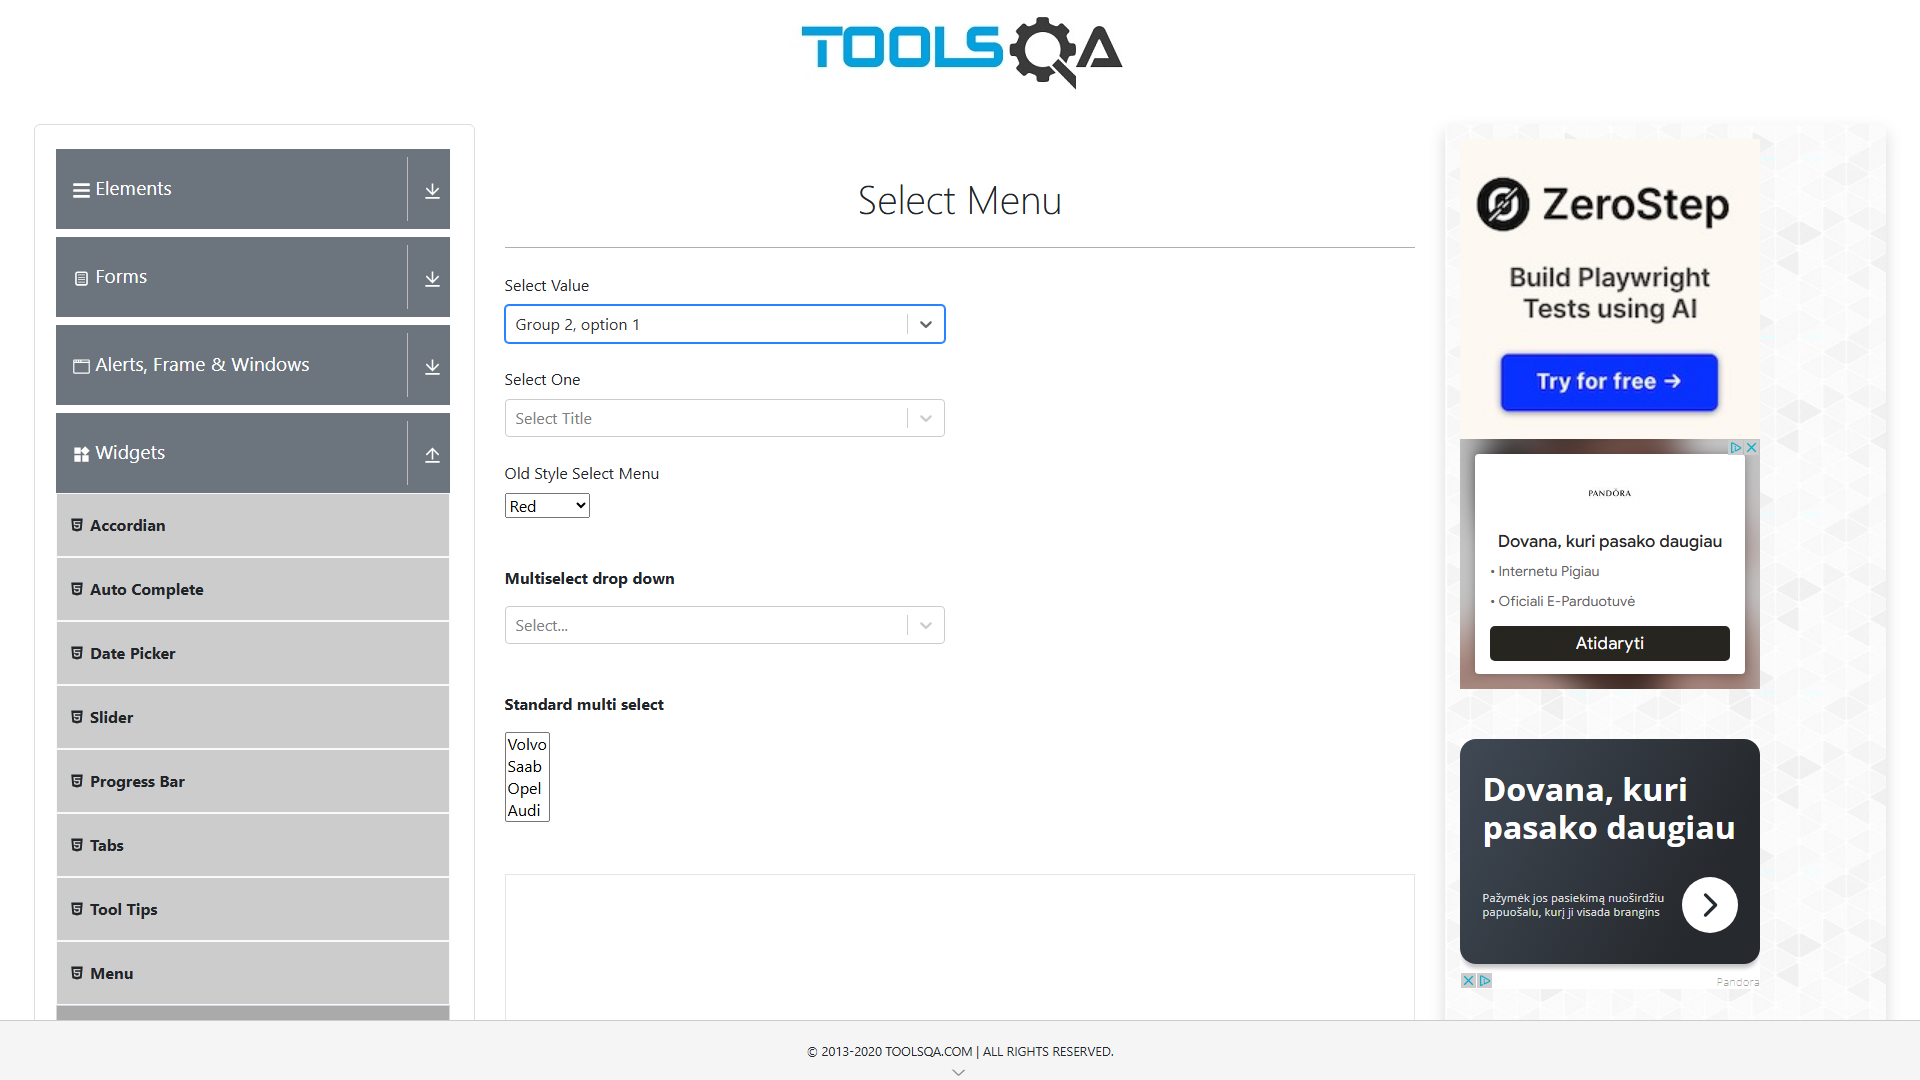 TOOLSQA
Elements
Forms
Alerts, Frame & Windows
Widgets
Accordian
Auto Complete
Date Picker
Slider
Progress Bar
Tabs
Tool Tips
Menu
Select Menu
Select Value
Group 2, option 1
Select One
Select Title
Old Style Select Menu
Red
Multiselect drop down
Select...
Standard multi select
Volvo
Saab
Opel
Audi
ZeroStep
Build Playwright
Tests using AI
Try for free →
PANDÖRA
Dovana, kuri pasako daugiau
• Internetu Pigiau
• Oficiali E-Parduotuvė
Atidaryti
Dovana, kuri
pasako daugiau
Pažymėk jos pasiekimą nuoširdžiu
papuošalu, kurį ji visada brangins
Pandora
© 2013-2020 TOOLSQA.COM | ALL RIGHTS RESERVED.